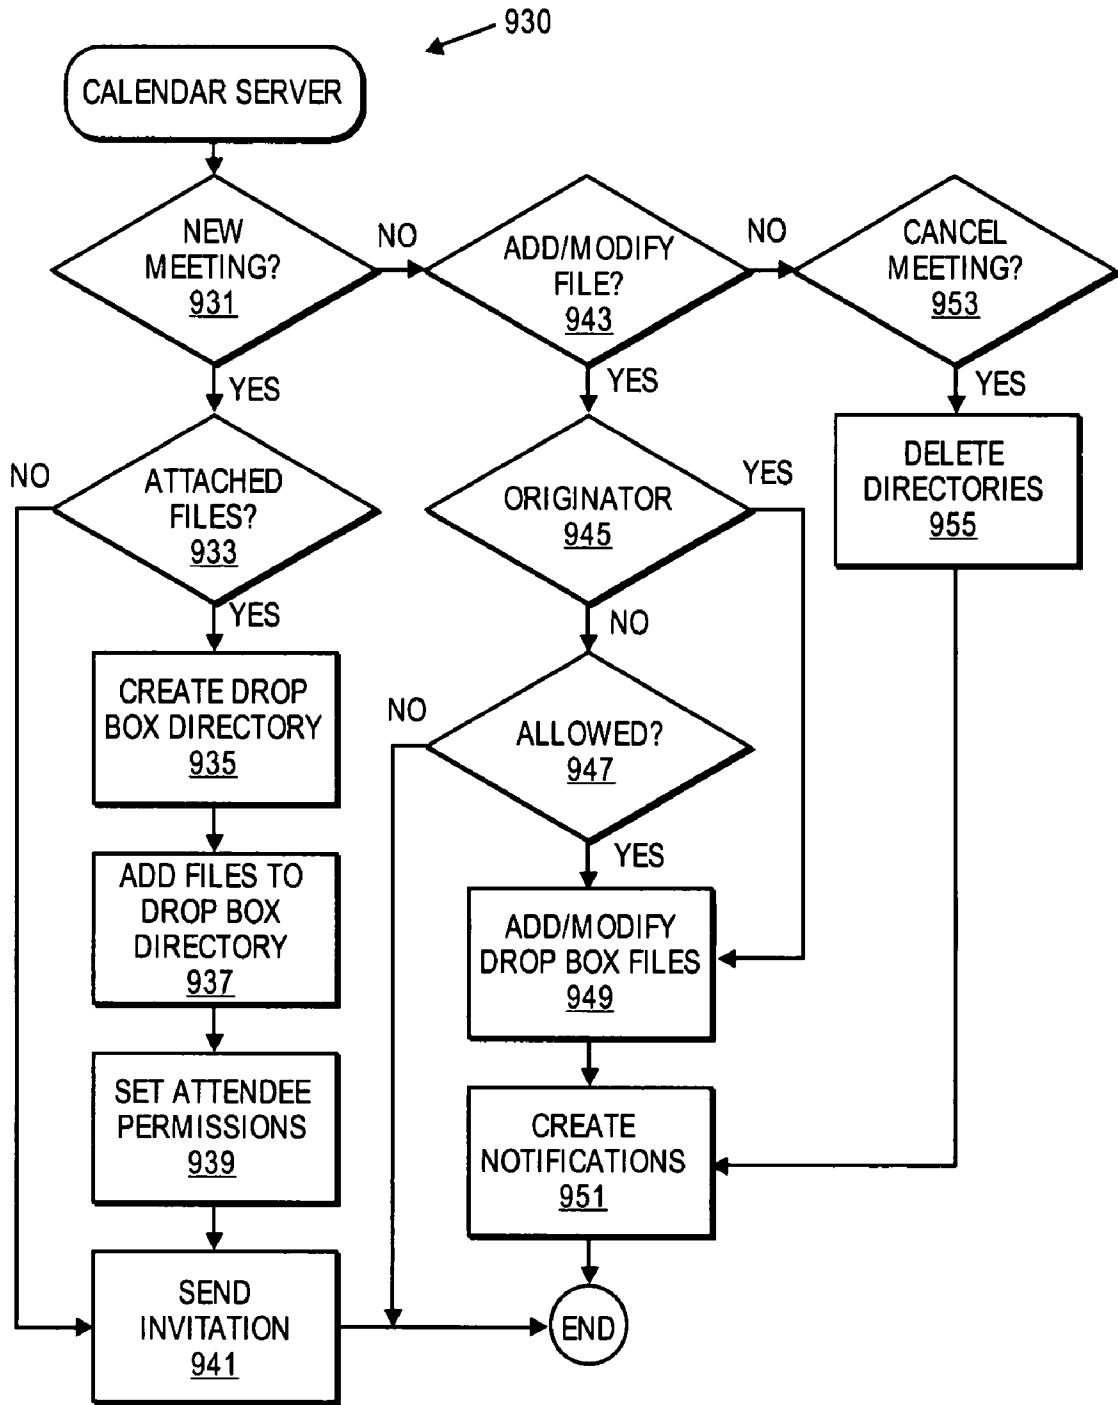 930
CALENDAR SERVER
NEW
MEETING?
931
NO
ADD/MODIFY
FILE?
943
NO
CANCEL
MEETING?
953
YES
YES
YES
NO
ATTACHED
FILES?
933
ORIGINATOR
945
YES
DELETE
DIRECTORIES
955
YES
NO
CREATE DROP
BOX DIRECTORY
935
NO
ALLOWED?
947
YES
ADD FILES TO
DROP BOX
DIRECTORY
937
ADD/MODIFY
DROP BOX FILES
949
SET ATTENDEE
PERMISSIONS
939
CREATE
NOTIFICATIONS
951
SEND
INVITATION
941
END